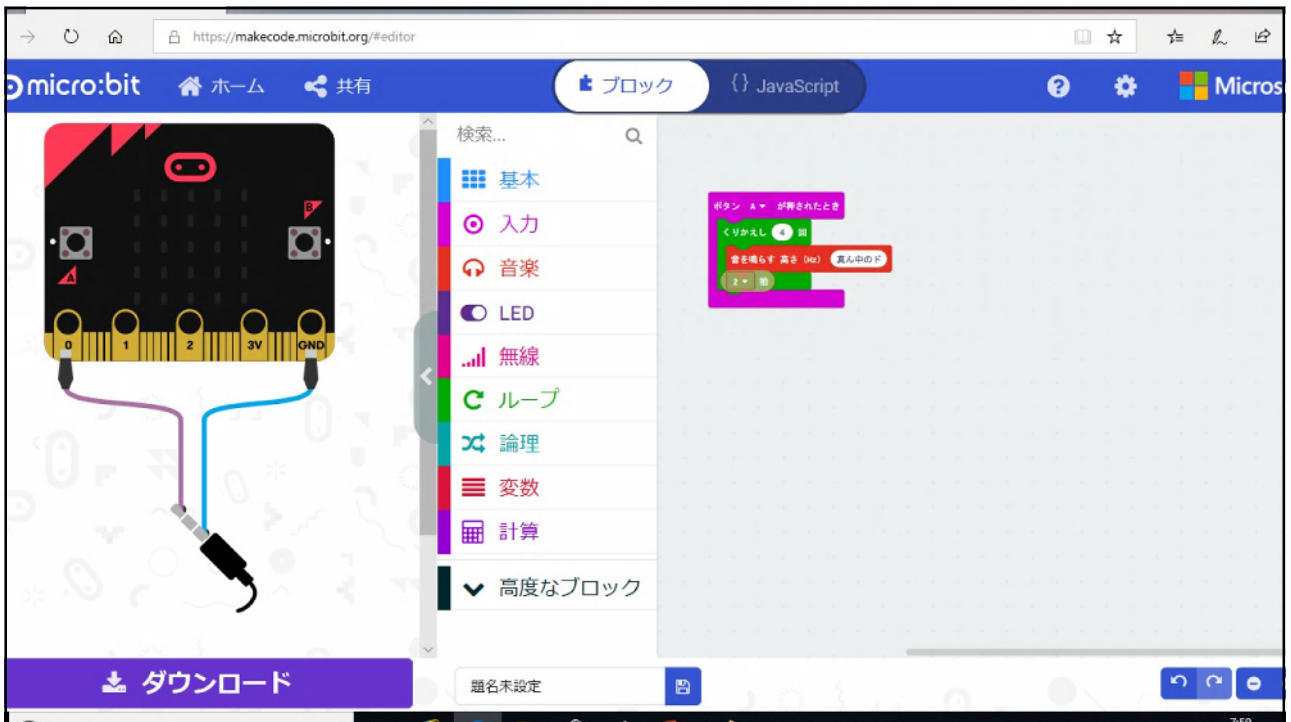 https://makecode.microbit.org/#editor
micro:bit
ホーム
共有
ブロック
{} JavaScript
?
Micros
検索...
基本
入力
音楽
LED
無線
ループ
論理
変数
計算
高度なブロック
A
B
0 1 2 3V GND
ボタン A が押されたとき
くりかえし 4 回
音を鳴らす 高さ (Hz) 真ん中のド
2 拍
ダウンロード
題名未設定
7:59